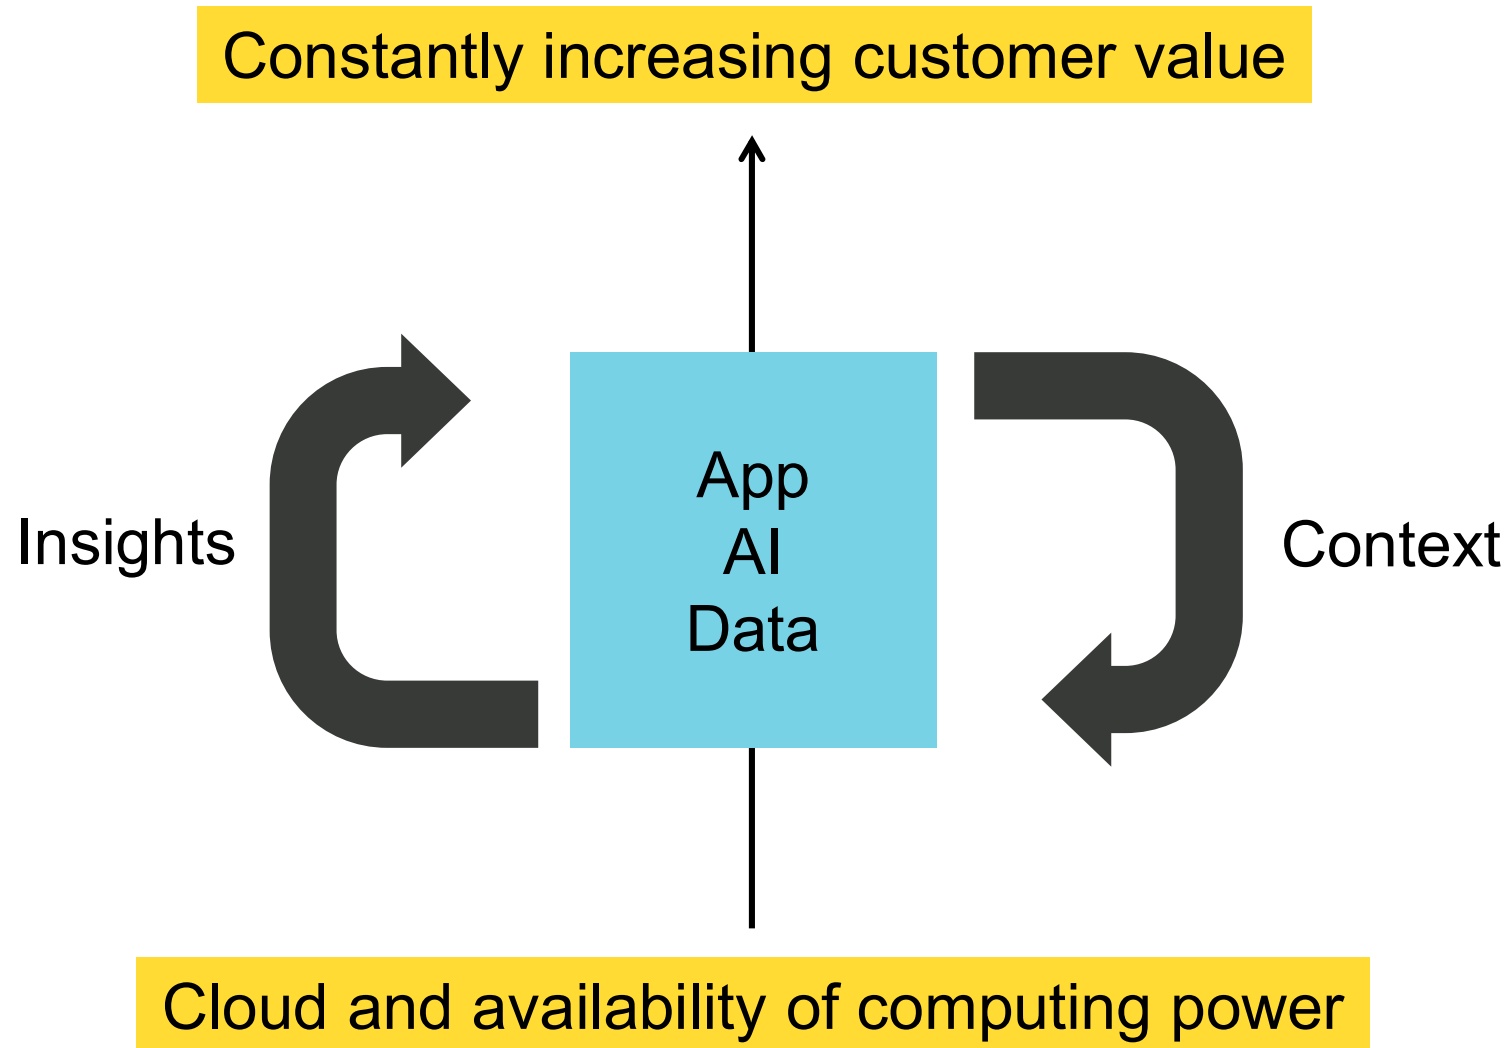 Constantly increasing customer value
App
AI
Data
Insights
Context
Cloud and availability of computing power